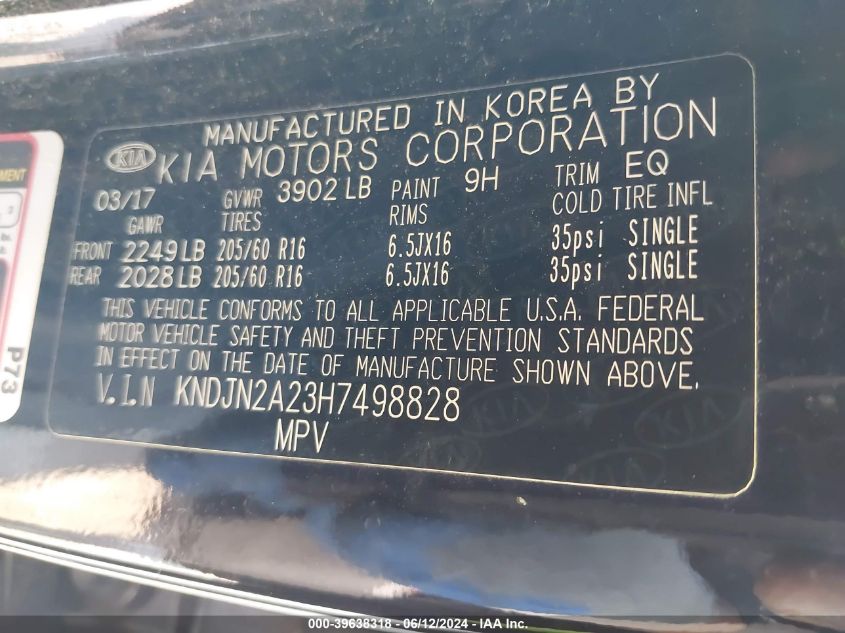 MANUFACTURED IN KOREA BY
KIA KIA MOTORS CORPORATION
03/17 GVWR 3902 LB PAINT 9H TRIM EQ
GAWR TIRES RIMS COLD TIRE INFL
FRONT 2249 LB 205/60 R16 6.5JX16 35psi SINGLE
REAR 2028 LB 205/60 R16 6.5JX16 35psi SINGLE
THIS VEHICLE CONFORMS TO ALL APPLICABLE U.S.A. FEDERAL
MOTOR VEHICLE SAFETY AND THEFT PREVENTION STANDARDS
IN EFFECT ON THE DATE OF MANUFACTURE SHOWN ABOVE.
V.I.N KNDJN2A23H7498828
MPV
MENT
P73
000-39638318 - 06/12/2024 - IAA Inc.